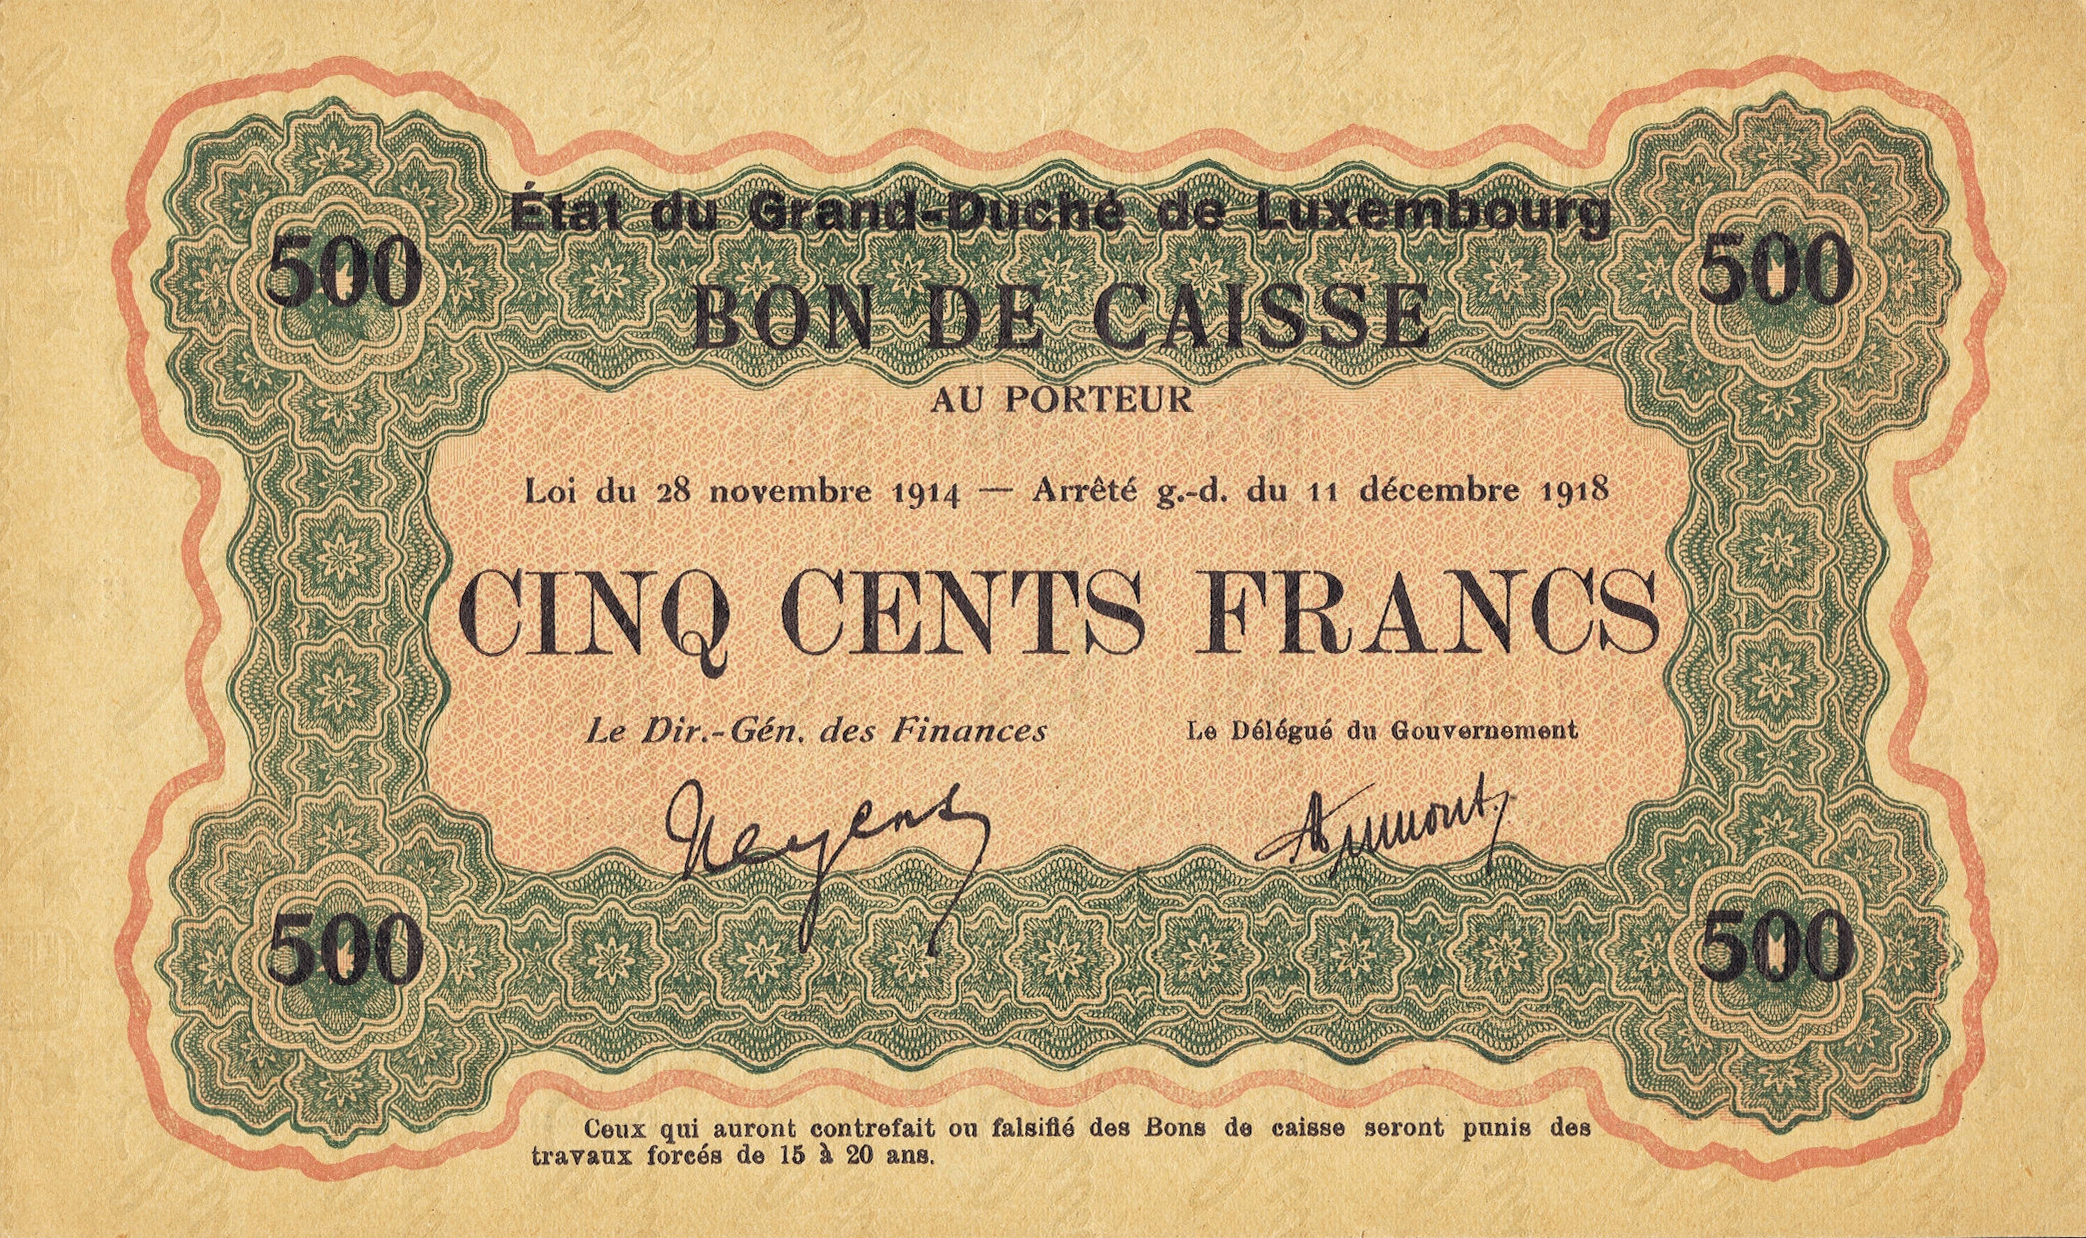 État du Grand-Duché de Luxembourg
500 500
BON DE CAISSE
AU PORTEUR
Loi du 28 novembre 1914 — Arrêté g.-d. du 11 décembre 1918
CINQ CENTS FRANCS
Le Dir.-Gén. des Finances Le Délégué du Gouvernement
Neyens
500 500
Ceux qui auront contrefait ou falsifié des Bons de caisse seront punis des
travaux forcés de 15 à 20 ans.